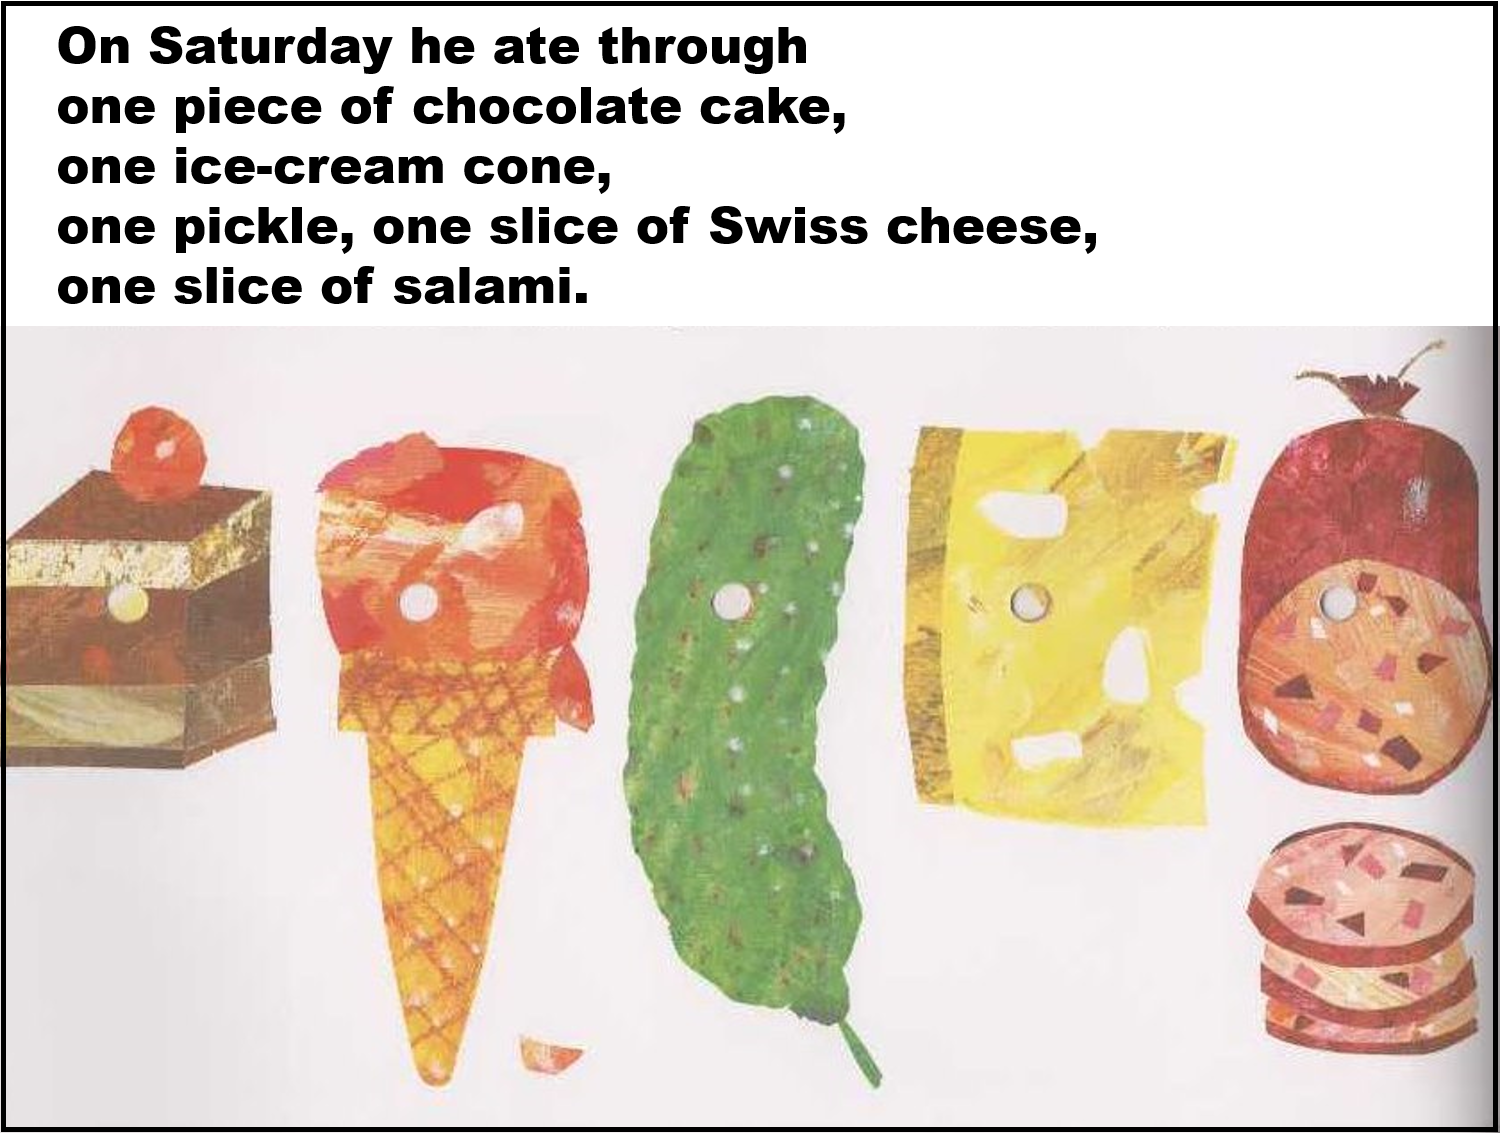 On Saturday he ate through
one piece of chocolate cake,
one ice-cream cone,
one pickle, one slice of Swiss cheese,
one slice of salami.